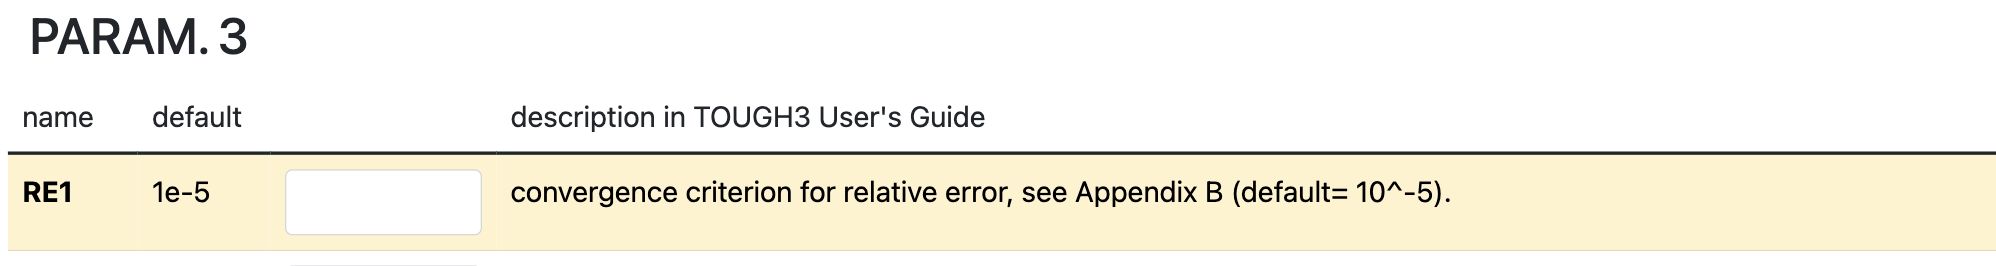 PARAM. 3
name default description in TOUGH3 User's Guide
RE1 1e-5 convergence criterion for relative error, see Appendix B (default= 10^-5).